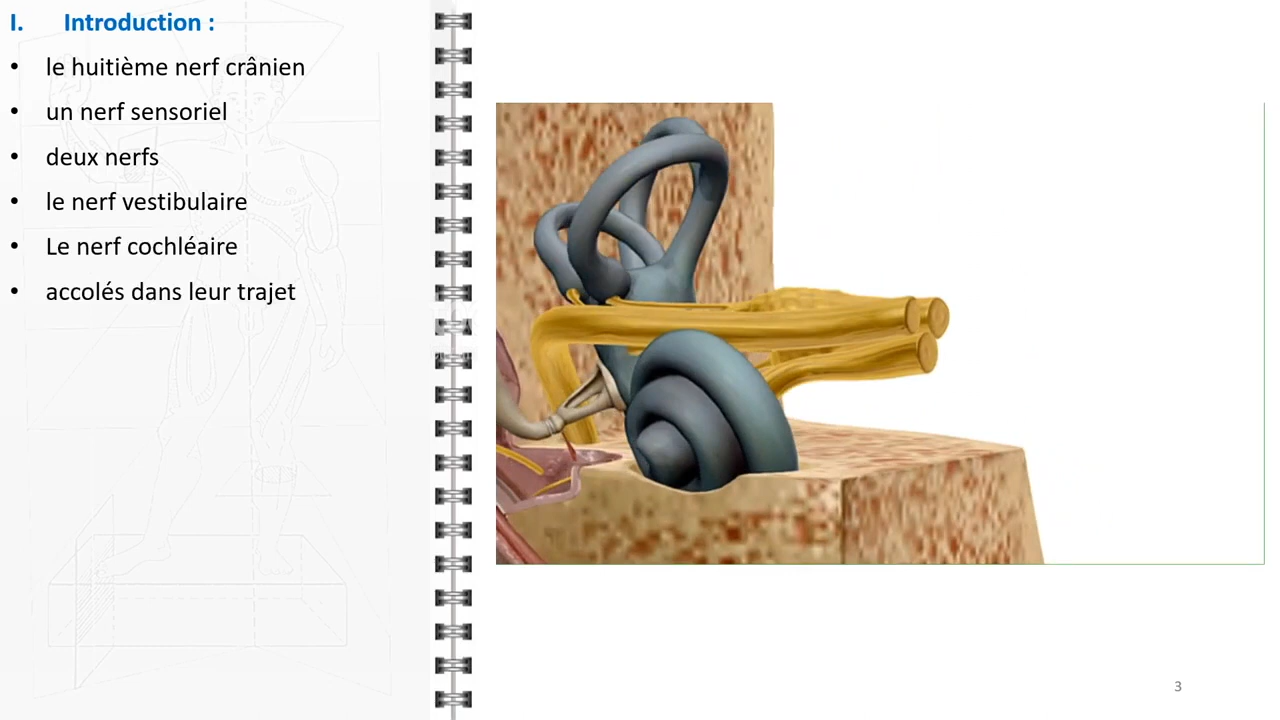 I. Introduction :
• le huitième nerf crânien
• un nerf sensoriel
• deux nerfs
• le nerf vestibulaire
• Le nerf cochléaire
• accolés dans leur trajet
3